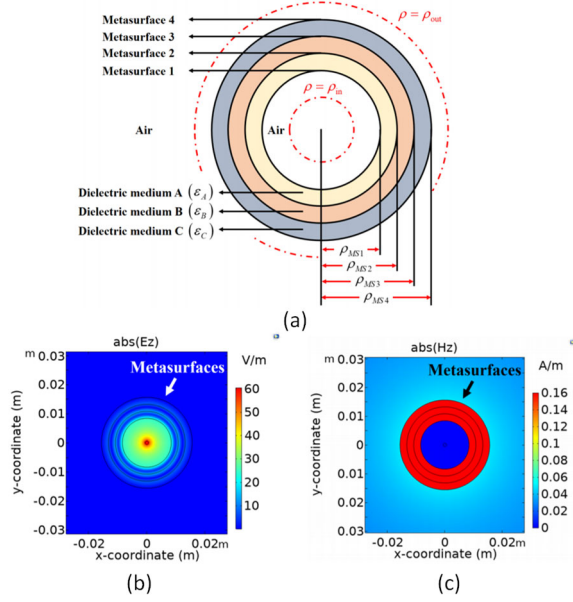 Metasurface 4
Metasurface 3
Metasurface 2
Metasurface 1
ρ = ρout
ρ = ρin
Air
Air
Dielectric medium A (εA)
Dielectric medium B (εB)
Dielectric medium C (εC)
ρMS1
ρMS2
ρMS3
ρMS4
(a)
abs(Ez)
m
V/m
Metasurfaces
0.03
0.02
0.01
0
-0.01
-0.02
-0.03
y-coordinate (m)
-0.02
0
0.02m
x-coordinate (m)
60
50
40
30
20
10
(b)
abs(Hz)
m
A/m
Metasurfaces
0.03
0.02
0.01
0
0.01
0.02
0.03
y-coordinate (m)
-0.02
0
0.02m
x-coordinate (m)
0.16
0.14
0.12
0.1
0.08
0.06
0.04
0.02
0
(c)